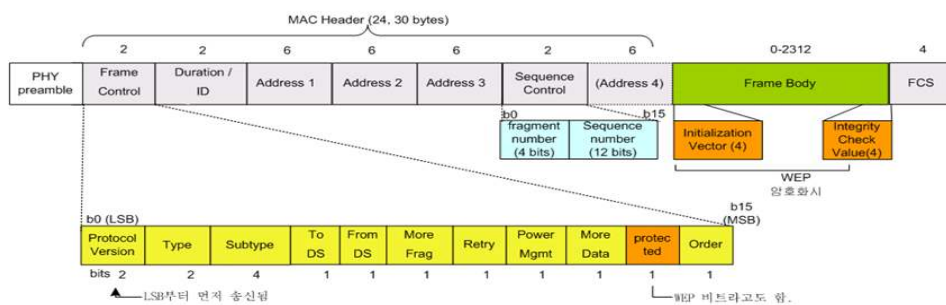 MAC Header (24, 30 bytes)
2 2 6 6 6 2 6 0-2312 4
PHY preamble
Frame Control
Duration / ID
Address 1
Address 2
Address 3
Sequence Control
(Address 4)
Frame Body
FCS
b0
b15
fragment number (4 bits)
Sequence number (12 bits)
Initialization Vector (4)
Integrity Check Value(4)
WEP
암호화시
b0 (LSB)
b15 (MSB)
Protocol Version
Type
Subtype
To DS
From DS
More Frag
Retry
Power Mgmt
More Data
protec ted
Order
bits 2 2 4 1 1 1 1 1 1 1 1
LSB부터 먼저 송신됨
WEP 비트라고도 함.